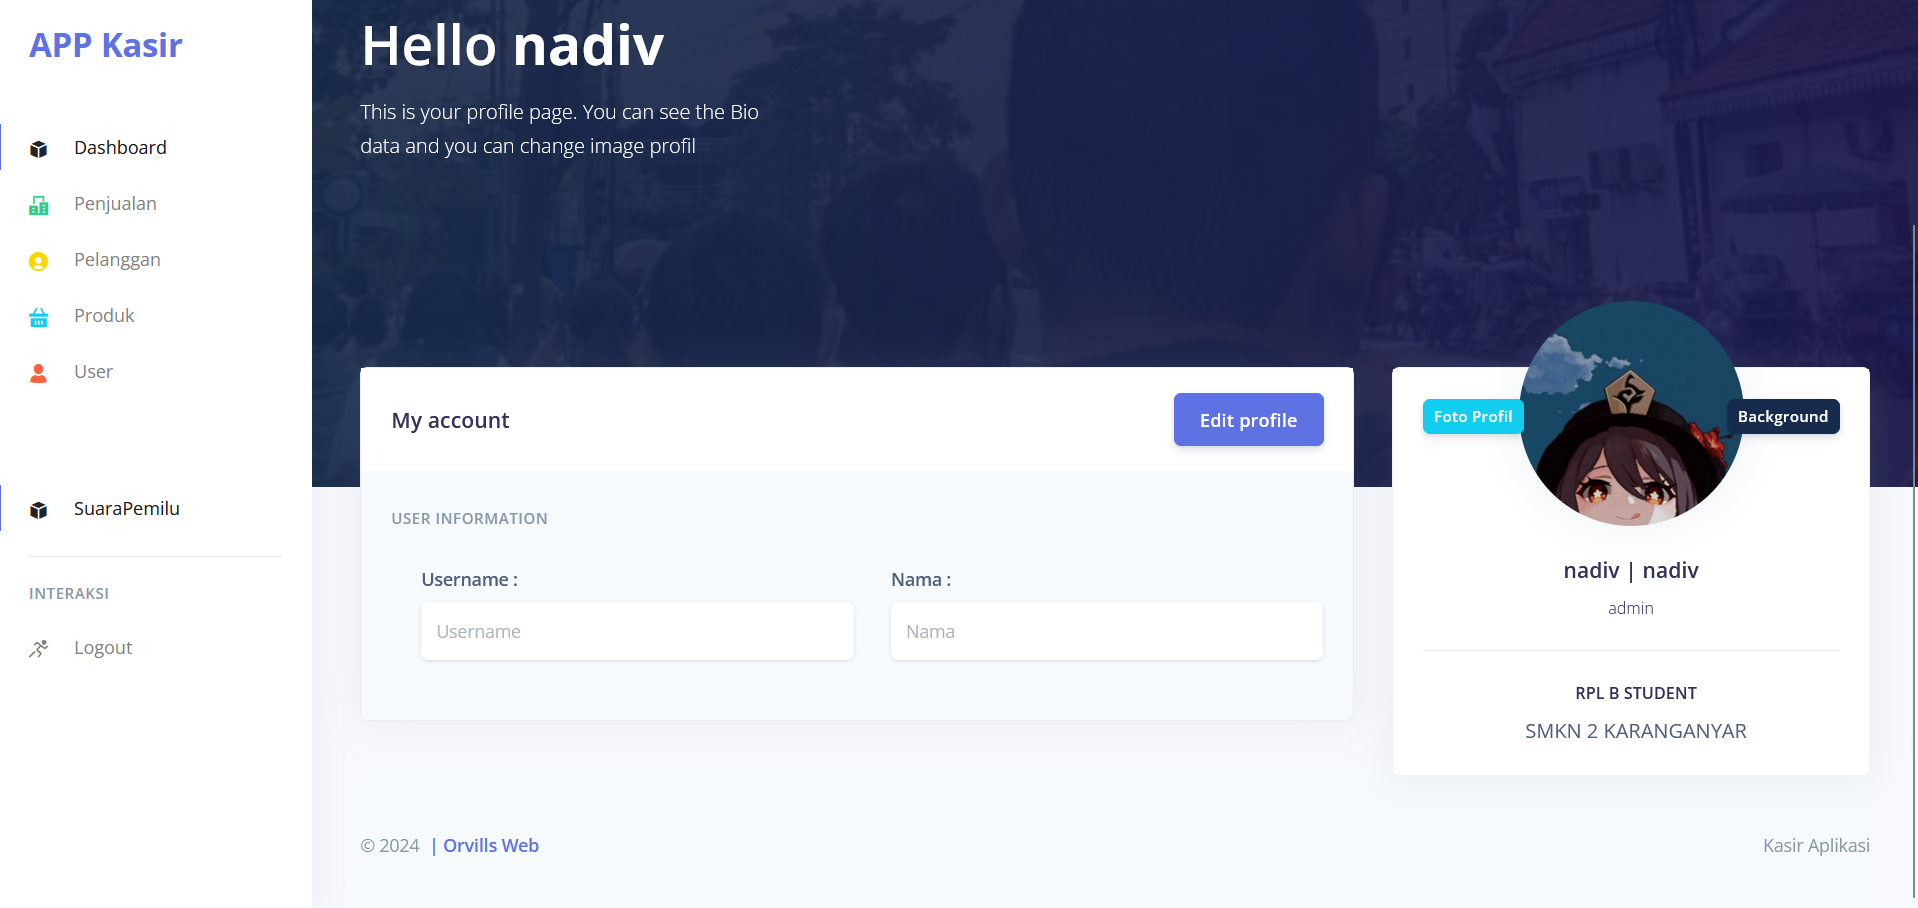 APP Kasir
Dashboard
Penjualan
Pelanggan
Produk
User
SuaraPemilu
INTERAKSI
Logout
Hello nadiv
This is your profile page. You can see the Bio
data and you can change image profil
My account
Edit profile
USER INFORMATION
Username :
Nama :
Username
Nama
Foto Profil
Background
nadiv | nadiv
admin
RPL B STUDENT
SMKN 2 KARANGANYAR
© 2024 | Orvills Web
Kasir Aplikasi